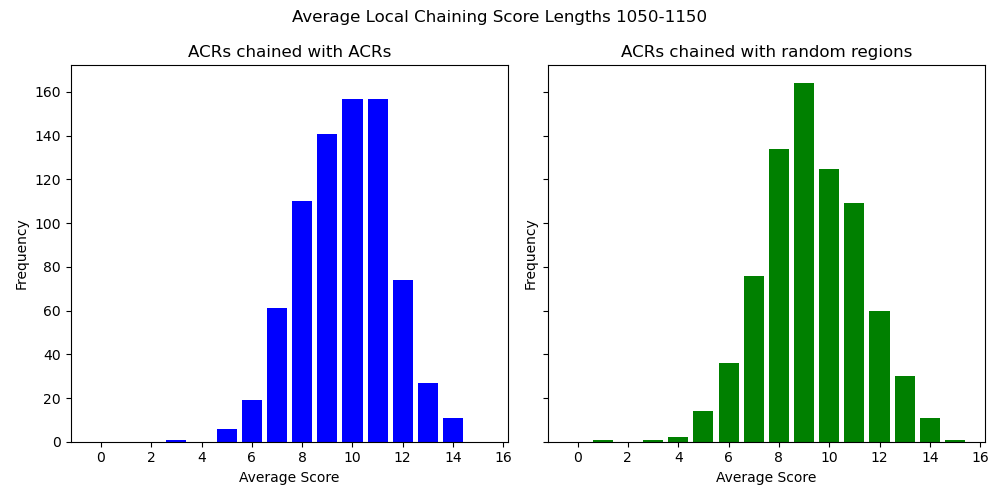 Average Local Chaining Score Lengths 1050-1150
ACRs chained with ACRs
ACRs chained with random regions
Frequency
160
140
120
100
80
60
40
20
0
0 2 4 6 8 10 12 14 16
Average Score
Frequency
0 2 4 6 8 10 12 14 16
Average Score